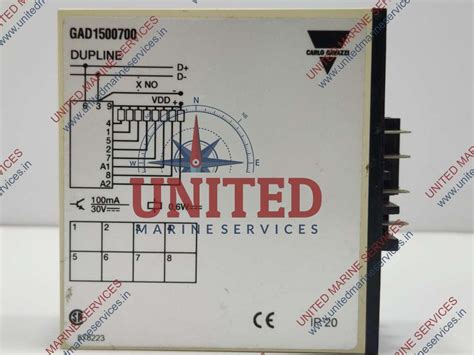 GAD1500700
DUPLINE
CARLO GAVAZZI
D+
D-
X NO
VDD +
6 3 9
4
1
5
2
7
A1
8
A2
100mA
30V
0,6W
N
W
E
S
UNITED
MARINE SERVICES
1 2 3 4
5 6 7 8
CE
IP 20
UNITED MARINE SERVICES
www.unitedmarineservices.in